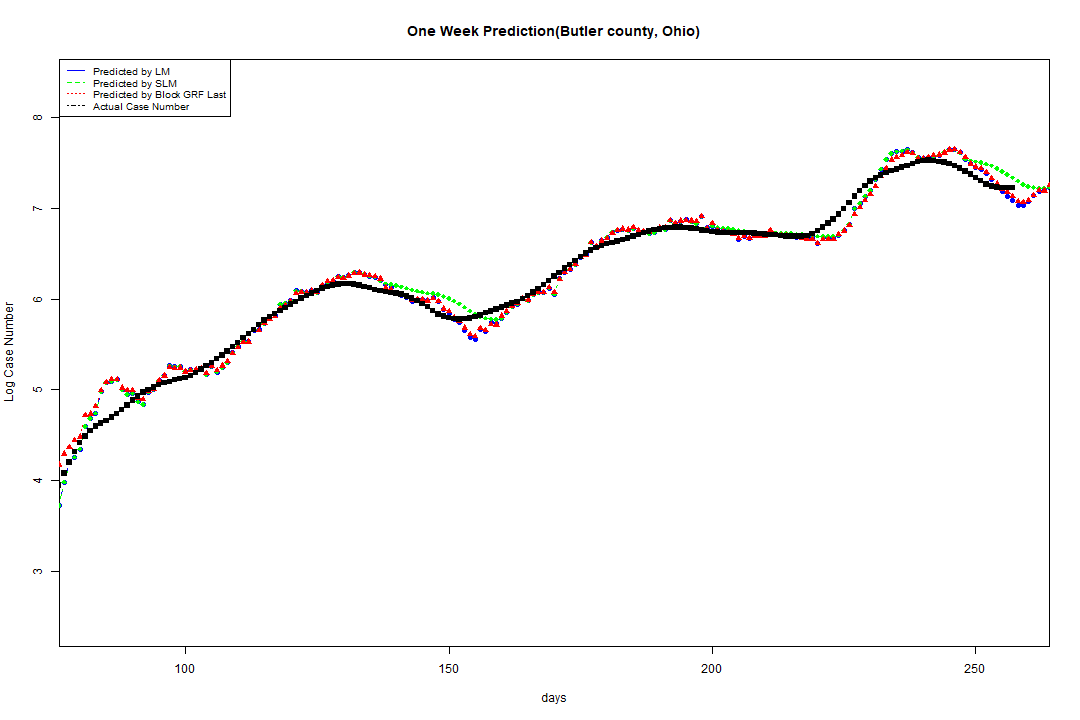 One Week Prediction(Butler county, Ohio)
Predicted by LM
Predicted by SLM
Predicted by Block GRF Last
Actual Case Number
8
7
6
5
4
3
Log Case Number
100 150 200 250
days